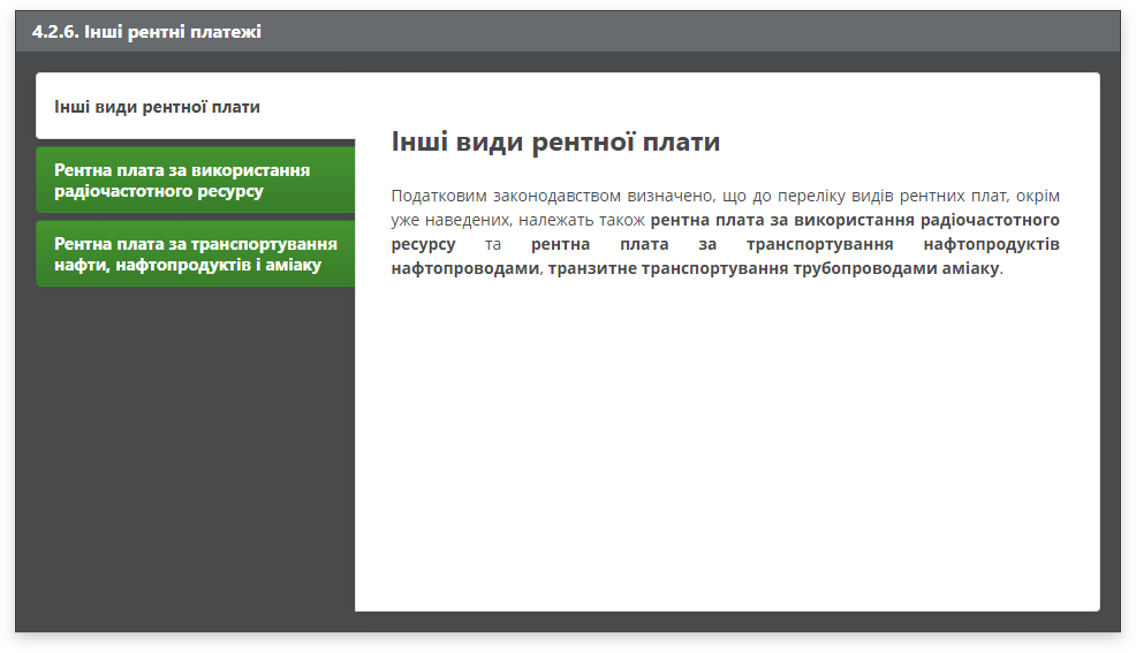 4.2.6. Інші рентні платежі
Інші види рентної плати
Рентна плата за використання
радіочастотного ресурсу
Рентна плата за транспортування
нафти, нафтопродуктів і аміаку
Інші види рентної плати
Податковим законодавством визначено, що до переліку видів рентних плат, окрім
уже наведених, належать також рентна плата за використання радіочастотного
ресурсу та рентна плата за транспортування нафтопродуктів
нафтопроводами, транзитне транспортування трубопроводами аміаку.